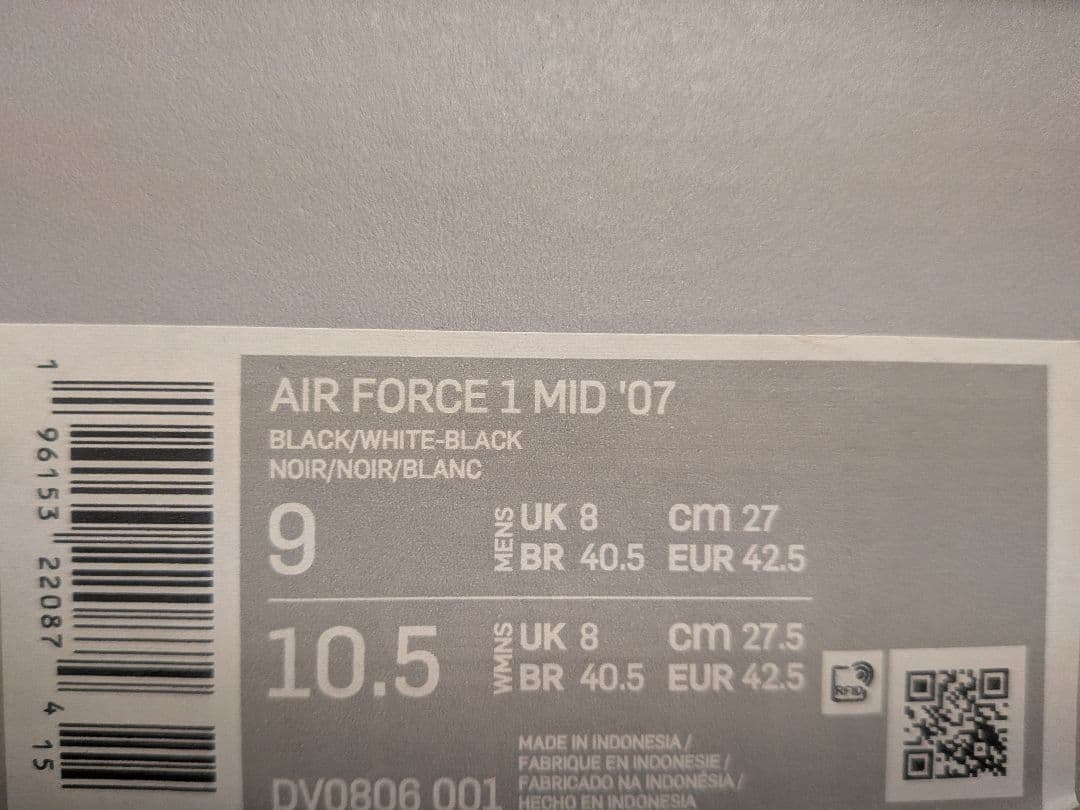 AIR FORCE 1 MID '07
BLACK/WHITE-BLACK
NOIR/NOIR/BLANC
9
MENS
UK 8 cm 27
BR 40.5 EUR 42.5
10.5
WMNS
UK 8 cm 27.5
BR 40.5 EUR 42.5
RFID
MADE IN INDONESIA /
FABRIQUE EN INDONESIE /
FABRICADO NA INDONÉSIA /
HECHO EN INDONESIA
DV0806 001
1 96153 22087 4 15